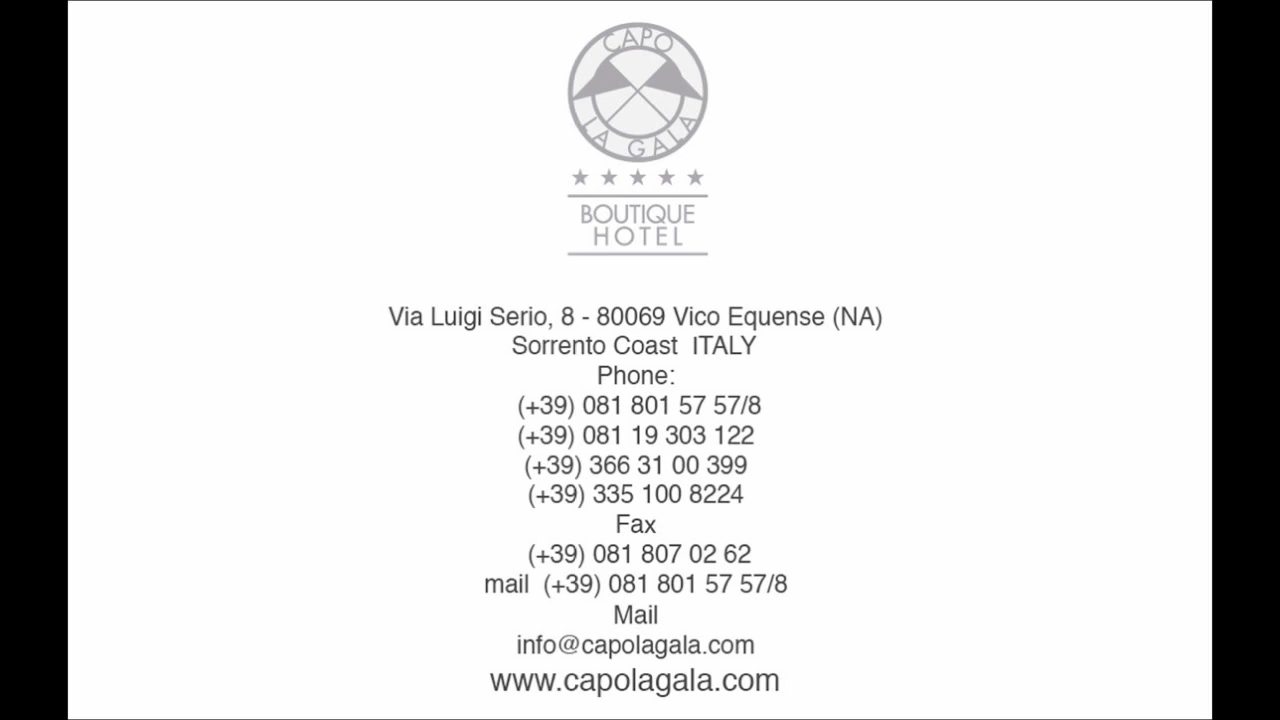 CAPO
LA GALA
★★★★★
BOUTIQUE
HOTEL
Via Luigi Serio, 8 - 80069 Vico Equense (NA)
Sorrento Coast ITALY
Phone:
(+39) 081 801 57 57/8
(+39) 081 19 303 122
(+39) 366 31 00 399
(+39) 335 100 8224
Fax
(+39) 081 807 02 62
mail (+39) 081 801 57 57/8
Mail
info@capolagala.com
www.capolagala.com